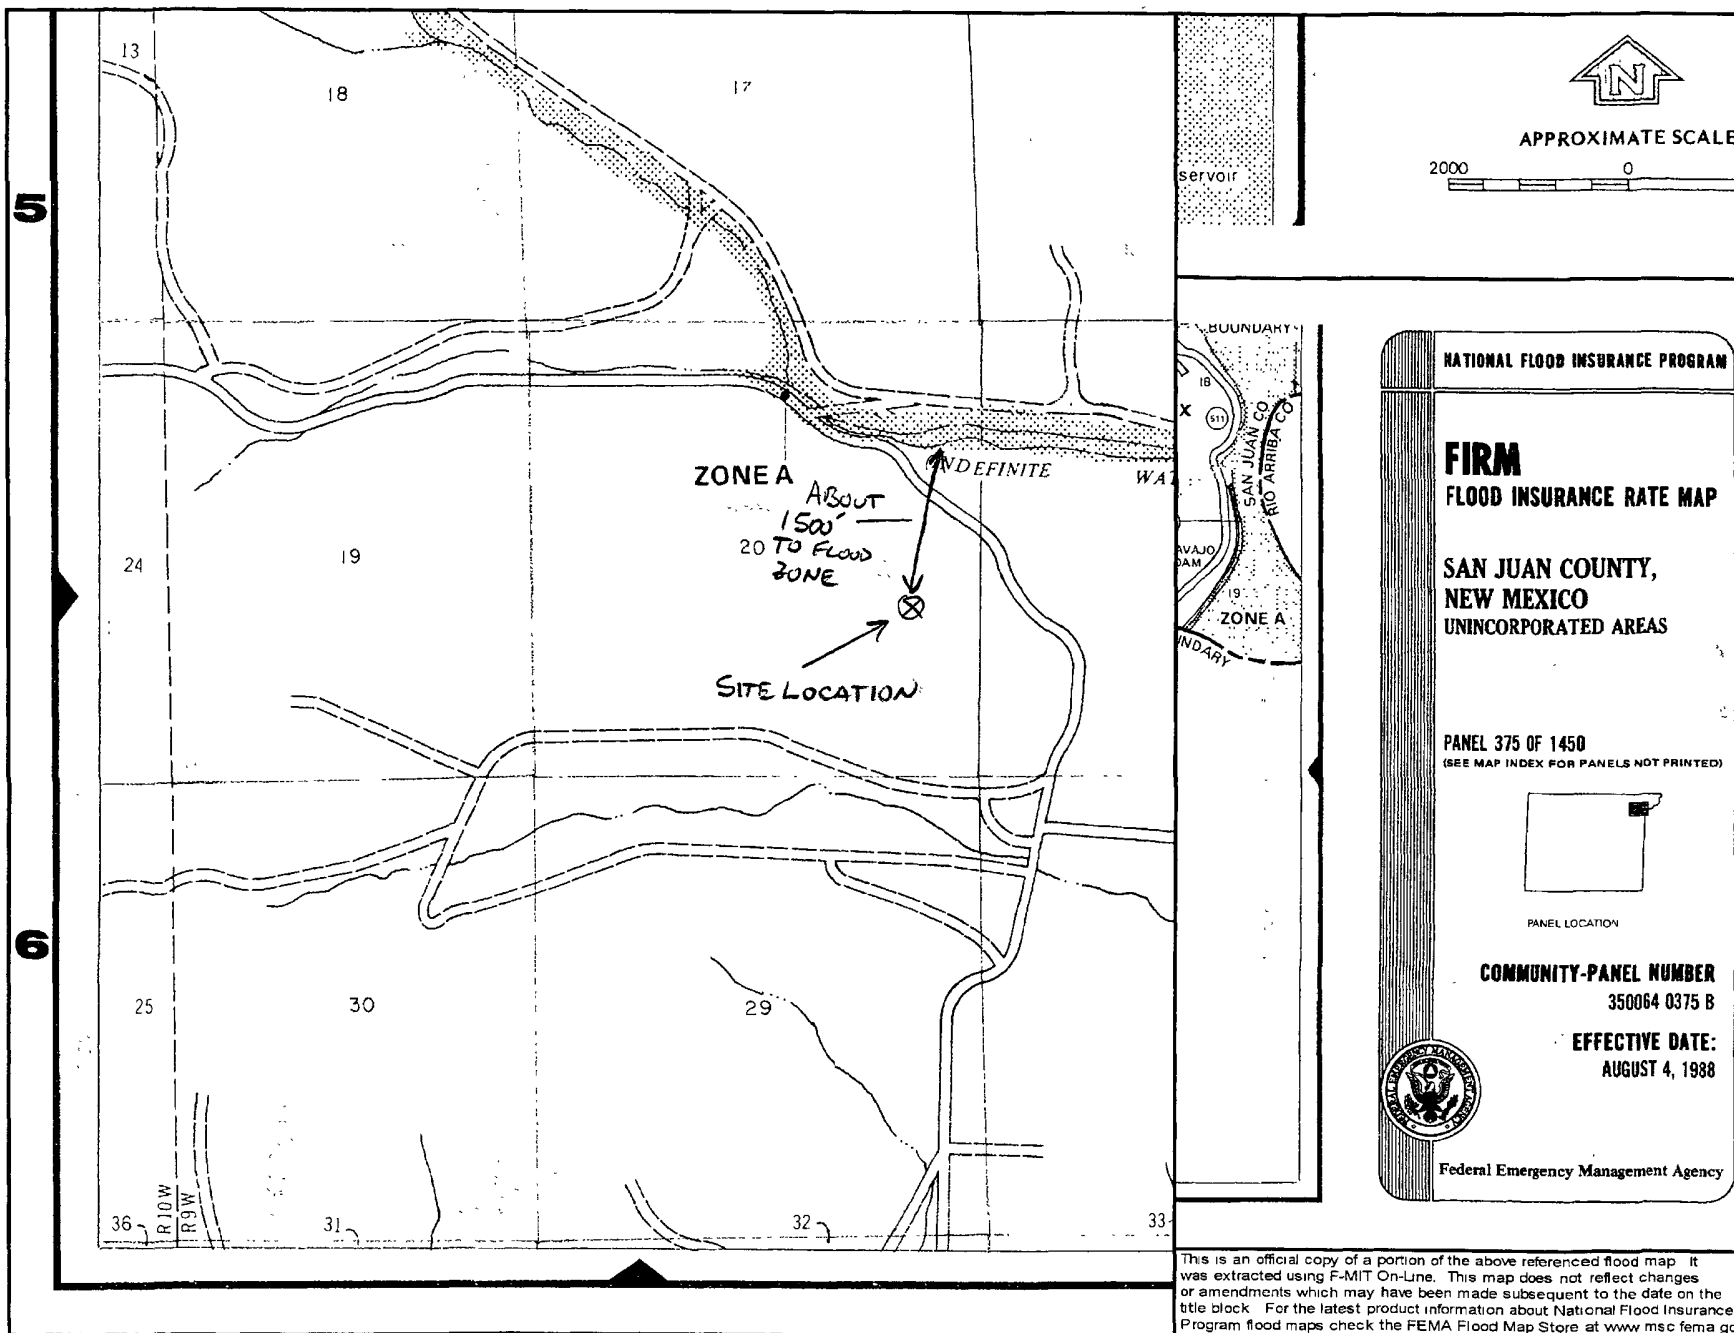 5
6
13
18
17
ZONE A
INDEFINITE
ABOUT
1500'
20 TO FLOOD
ZONE
24
19
SITE LOCATION
25
30
29
R10W
R9W
36
31
32
33
servoir
N
APPROXIMATE SCALE
2000
0
BOUNDARY
18
X
511
SAN JUAN CO
RIO ARRIBA CO
AVAJO
DAM
19
ZONE A
NDARY
NATIONAL FLOOD INSURANCE PROGRAM
FIRM
FLOOD INSURANCE RATE MAP
SAN JUAN COUNTY,
NEW MEXICO
UNINCORPORATED AREAS
PANEL 375 OF 1450
(SEE MAP INDEX FOR PANELS NOT PRINTED)
PANEL LOCATION
COMMUNITY-PANEL NUMBER
350064 0375 B
EFFECTIVE DATE:
AUGUST 4, 1988
FEDERAL EMERGENCY MANAGEMENT AGENCY
Federal Emergency Management Agency
This is an official copy of a portion of the above referenced flood map It
was extracted using F-MIT On-Line. This map does not reflect changes
or amendments which may have been made subsequent to the date on the
title block For the latest product information about National Flood Insurance
Program flood maps check the FEMA Flood Map Store at www msc fema go